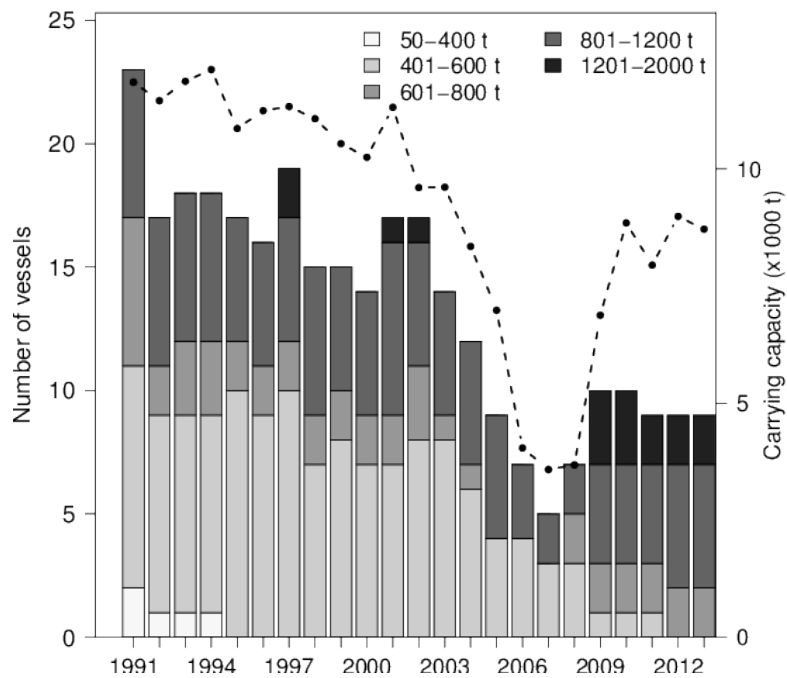 25
20
15
10
5
0
Number of vessels
50–400 t
401–600 t
601–800 t
801–1200 t
1201–2000 t
10
5
0
Carrying capacity (x1000 t)
1991 1994 1997 2000 2003 2006 2009 2012